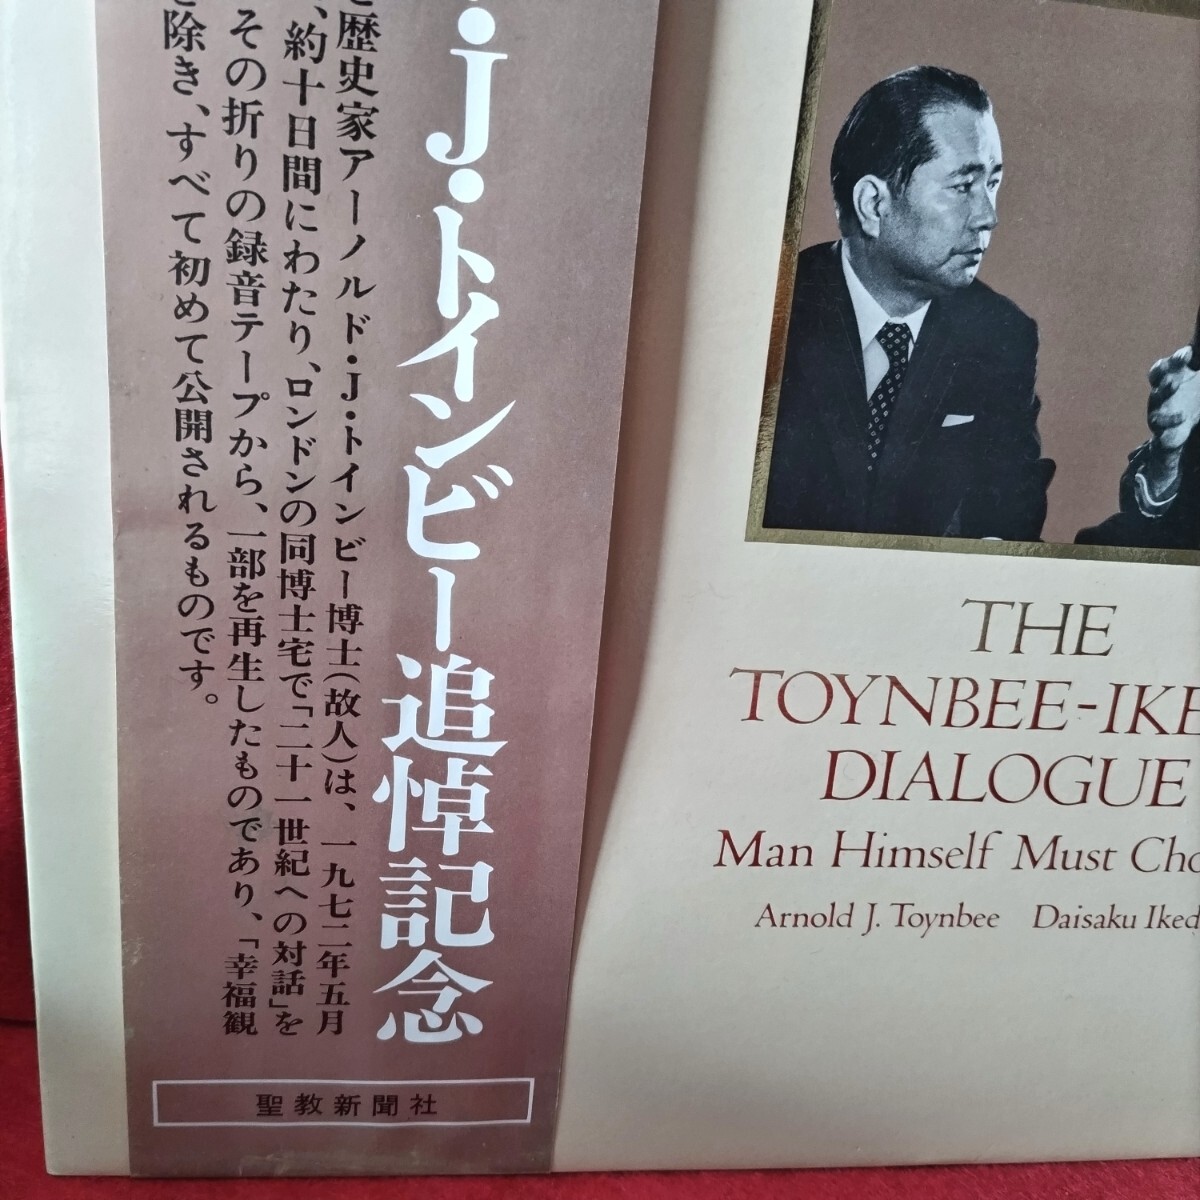 ・J・トインビー追悼記念
歴史家アーノルド・J・トインビー博士(故人)は、一九七二年五月
、約十日間にわたり、ロンドンの同博士宅で「二十一世紀への対話」を
その折りの録音テープから、一部を再生したものであり、「幸福観
除き、すべて初めて公開されるものです。
聖教新聞社
THE
TOYNBEE-IKE
DIALOGUE
Man Himself Must Cho
Arnold J. Toynbee Daisaku Iked